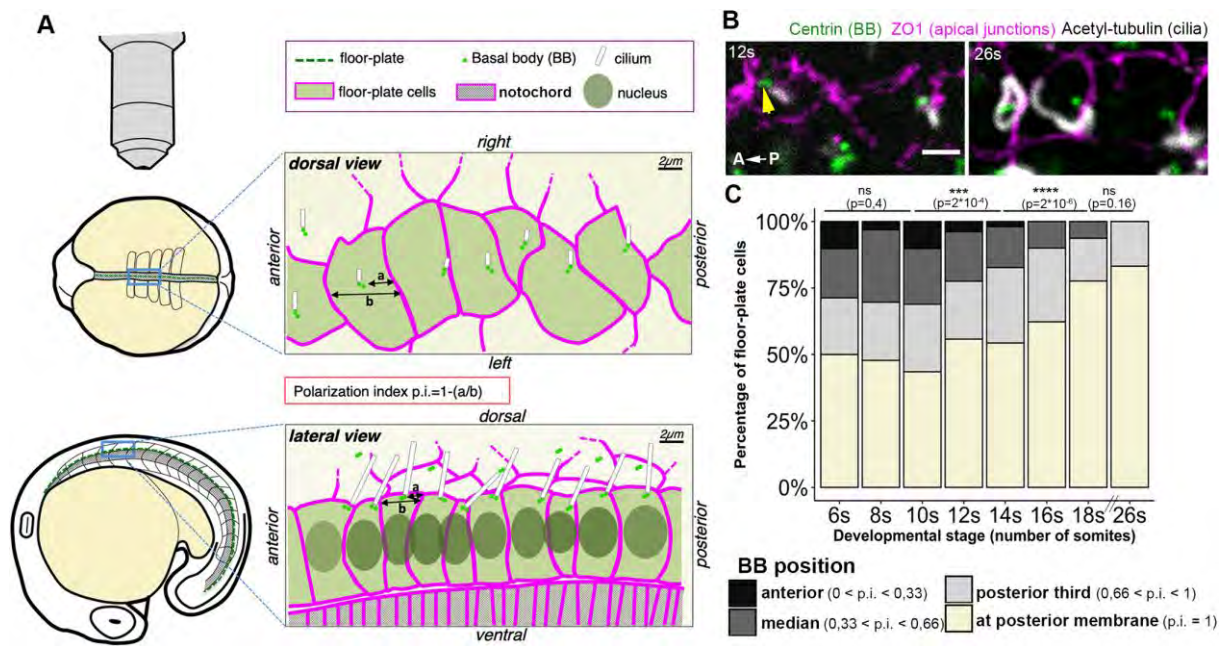 A
floor-plate
Basal body (BB)
cilium
floor-plate cells
notochord
nucleus
right
dorsal view
2µm
anterior
posterior
a
b
left
Polarization index p.i.=1-(a/b)
dorsal
lateral view
2µm
anterior
posterior
a
b
ventral
B
Centrin (BB) ZO1 (apical junctions) Acetyl-tubulin (cilia)
12s
26s
A P
C
ns *** **** ns
(p=0,4) (p=2*10-4) (p=2*10-6) (p=0.16)
100%
75%
50%
25%
0%
Percentage of floor-plate cells
6s 8s 10s 12s 14s 16s 18s // 26s
Developmental stage (number of somites)
BB position
anterior (0 < p.i. < 0,33)
posterior third (0,66 < p.i. < 1)
median (0,33 < p.i. < 0,66)
at posterior membrane (p.i. = 1)